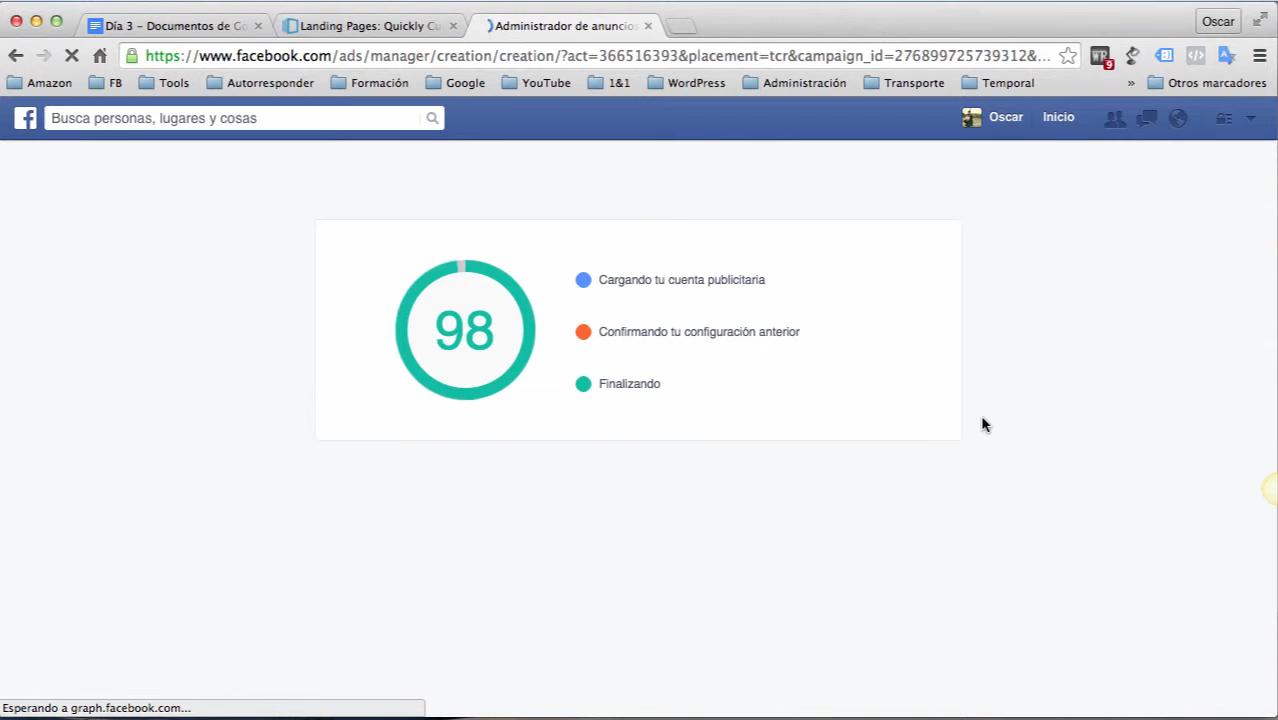 Día 3 – Documentos de Go
Landing Pages: Quickly Cu
Administrador de anuncios
Oscar
https://www.facebook.com/ads/manager/creation/creation/?act=366516393&placement=tcr&campaign_id=276899725739312&...
9
Amazon
FB
Tools
Autorresponder
Formación
Google
YouTube
1&1
WordPress
Administración
Transporte
Temporal
»
Otros marcadores
Busca personas, lugares y cosas
Oscar
Inicio
98
Cargando tu cuenta publicitaria
Confirmando tu configuración anterior
Finalizando
Esperando a graph.facebook.com...